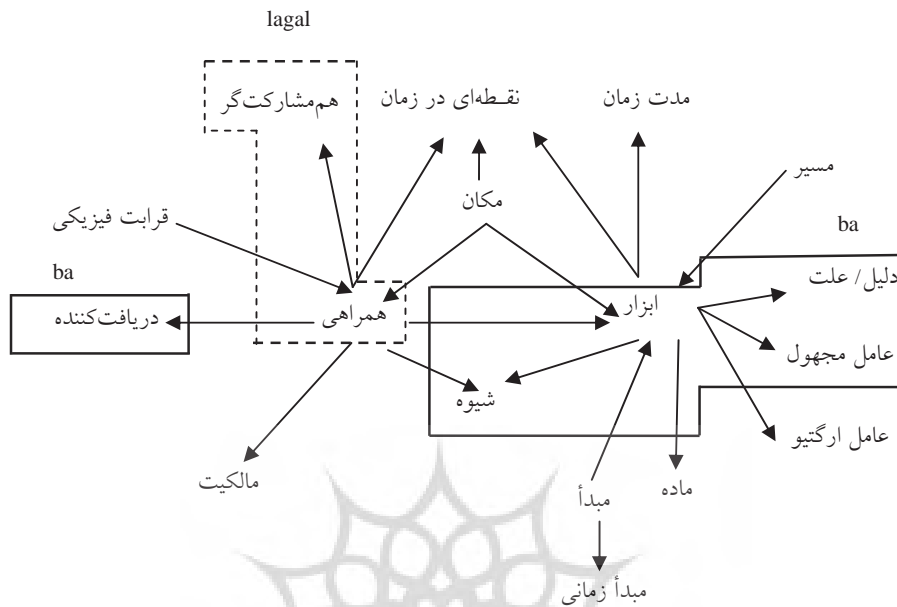 lagal
هم‌مشارکت‌گر
نقطه‌ای در زمان
مدت زمان
مسیر
مکان
قرابت فیزیکی
ba
ba
دلیل/ علت
ابزار
همراهی
دریافت‌کننده
عامل مجهول
شیوه
عامل ارگتیو
مالکیت
ماده
مبدأ
مبدأ زمانی